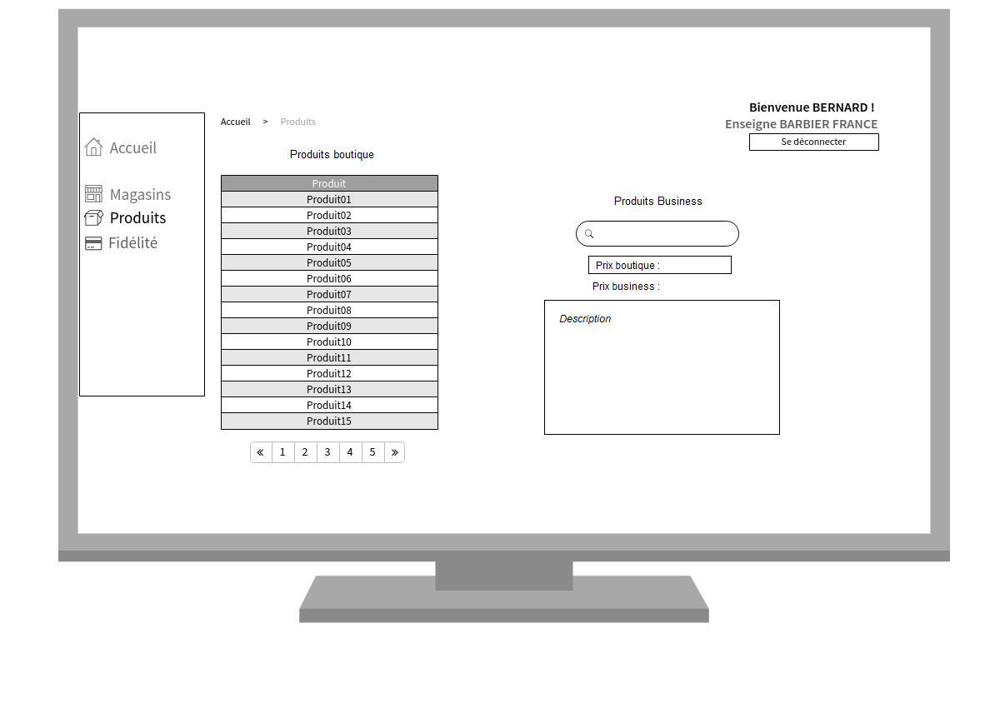 Bienvenue BERNARD !
Enseigne BARBIER FRANCE
Se déconnecter
Accueil
Magasins
Produits
Fidélité
Accueil > Produits
Produits boutique
Produit
Produit01
Produit02
Produit03
Produit04
Produit05
Produit06
Produit07
Produit08
Produit09
Produit10
Produit11
Produit12
Produit13
Produit14
Produit15
« 1 2 3 4 5 »
Produits Business
Prix boutique :
Prix business :
Description